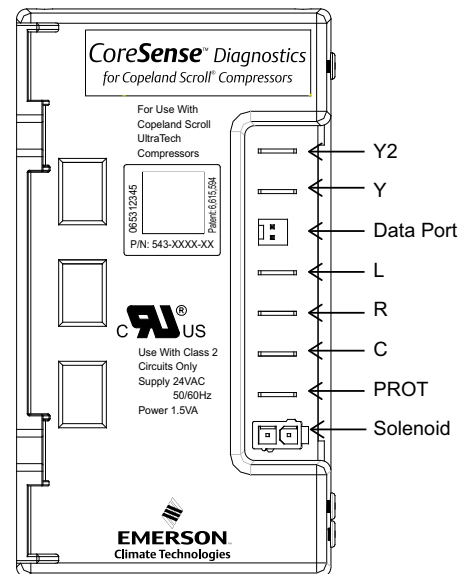 CoreSense™ Diagnostics
for Copeland Scroll® Compressors
For Use With
Copeland Scroll
UltraTech
Compressors
065312345
Patent:6,615,594
P/N: 543-XXXX-XX
C RU® US
Use With Class 2
Circuits Only
Supply 24VAC
50/60Hz
Power 1.5VA
EMERSON.
Climate Technologies
Y2
Y
Data Port
L
R
C
PROT
Solenoid